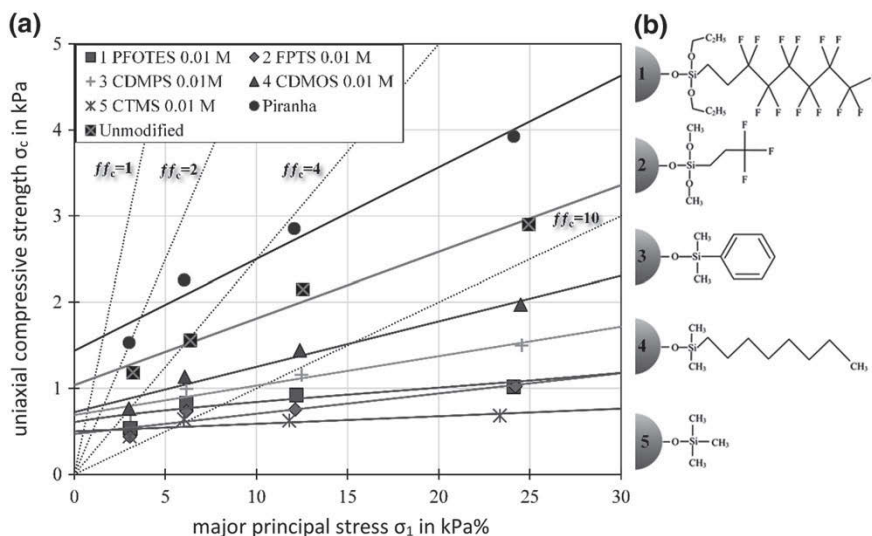 (a)
5
4
3
2
1
0
uniaxial compressive strength σc in kPa
1 PFOTES 0.01 M 2 FPTS 0.01 M
3 CDMPS 0.01M 4 CDMOS 0.01 M
5 CTMS 0.01 M Piranha
Unmodified
ffc=1
ffc=2
ffc=4
ffc=10
0 5 10 15 20 25 30
major principal stress σ1 in kPa%
(b)
1
O—C2H5
O—Si
O
C2H5
F F F F F F
F F F F F F
2
CH3
O
O—Si
O
CH3
F
F
F
3
CH3
O—Si
CH3
4
CH3
O—Si
CH3
CH3
5
CH3
O—Si—CH3
CH3